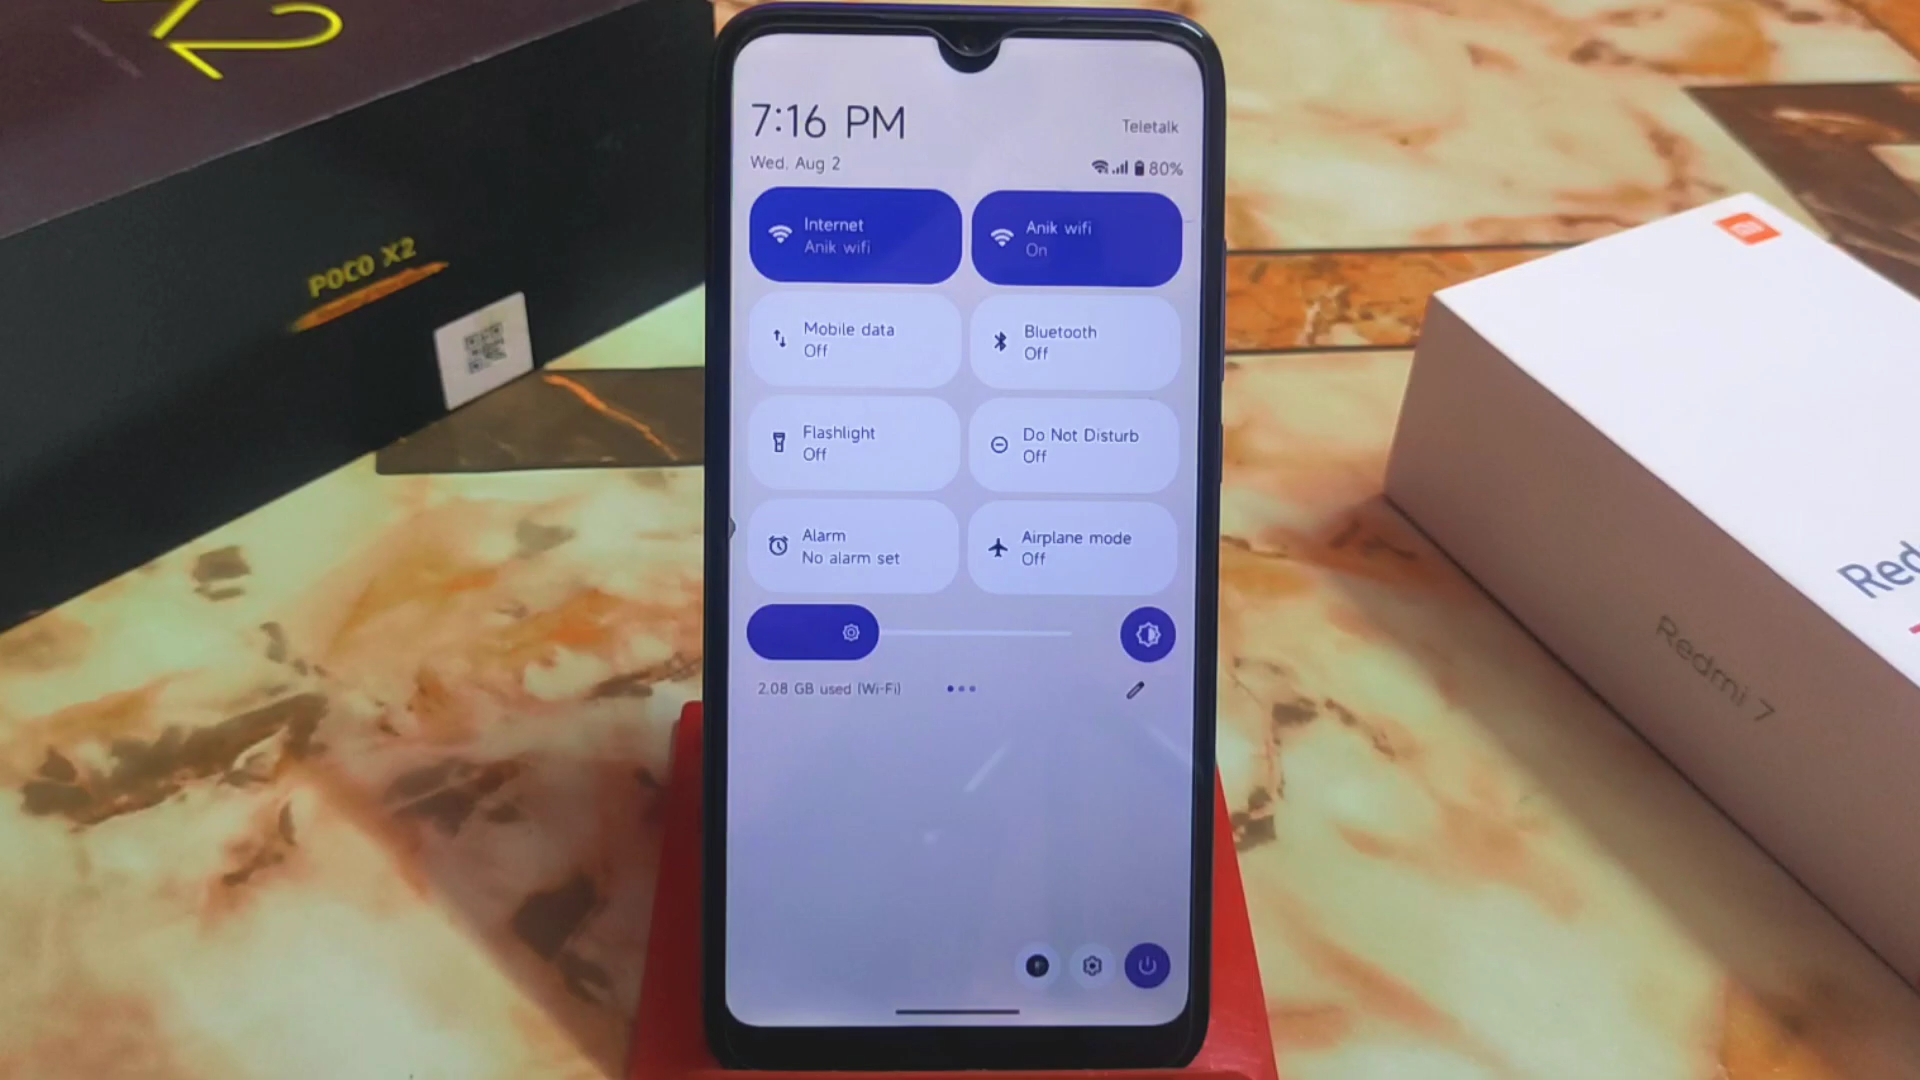 POCO X2
7:16 PM
Teletalk
Wed. Aug 2
80%
Internet
Anik wifi
Anik wifi
On
Mobile data
Off
Bluetooth
Off
Flashlight
Off
Do Not Disturb
Off
Alarm
No alarm set
Airplane mode
Off
2.08 GB used (Wi-Fi)
Red
Redmi 7